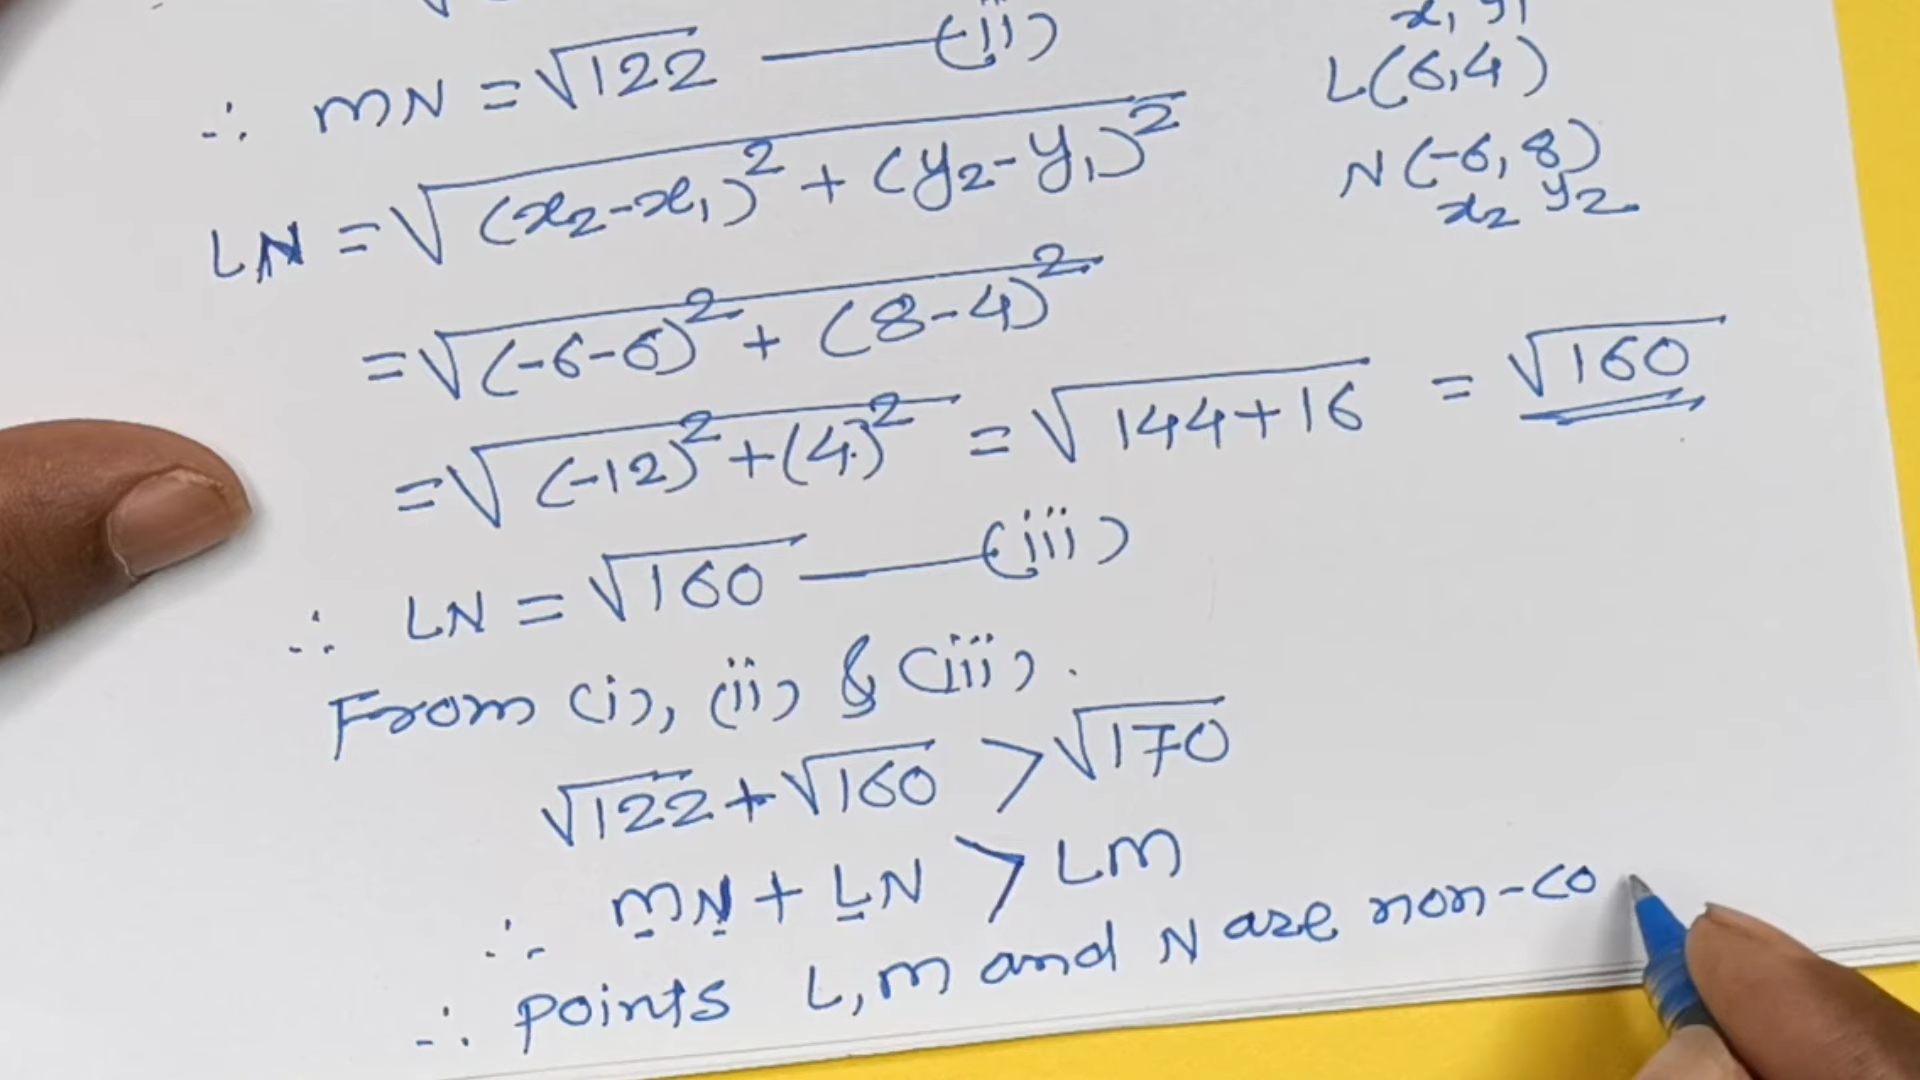 ∴ MN = √122 —— (ii)
x₁ y₁
L(6,4)
N(-6, 8)
x₂ y₂
LN = √(x₂-x₁)² + (y₂-y₁)²
= √(-6-6)² + (8-4)²
= √(-12)² + (4)² = √144+16 = √160
∴ LN = √160 —— (iii)
From (i), (ii) & (iii).
√122 + √160 > √170
∴ MN + LN > LM
∴ points L, M and N are non-co